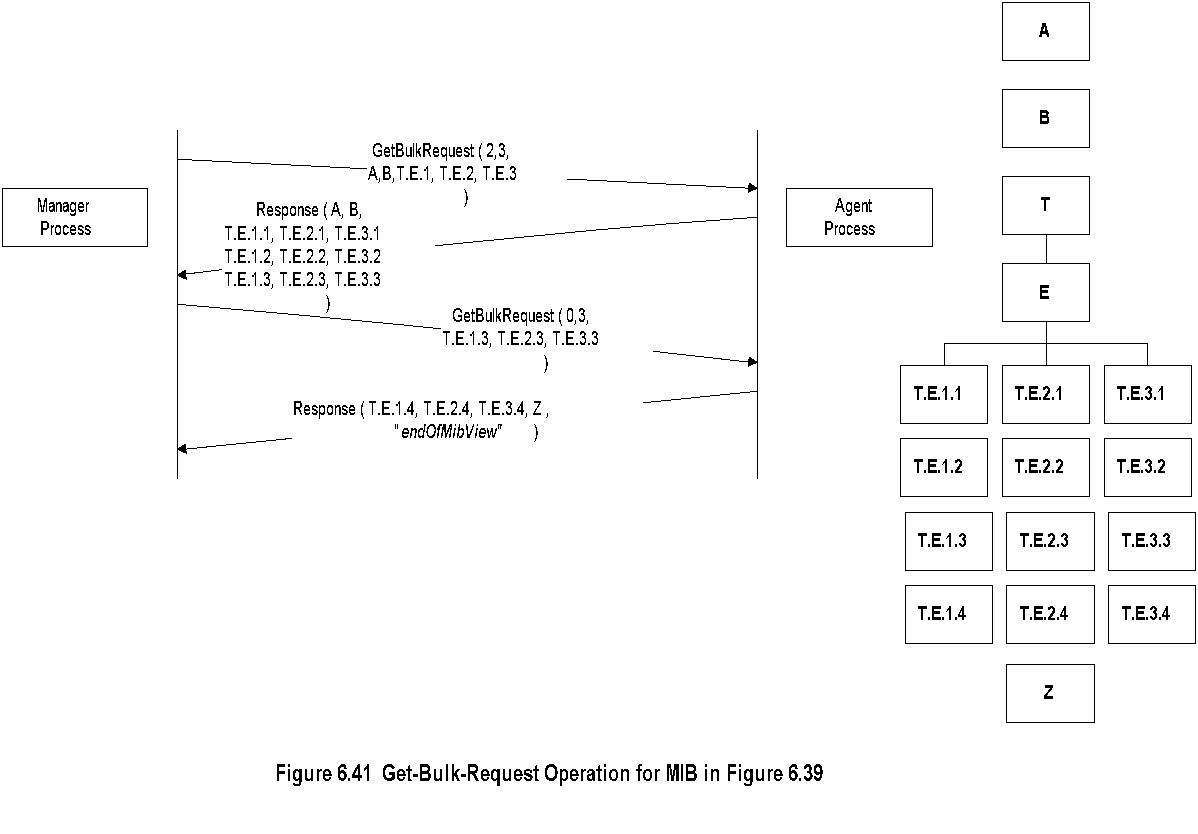 A
B
GetBulkRequest ( 2,3,
A,B,T.E.1, T.E.2, T.E.3
)
Manager
Process
Response ( A, B,
T.E.1.1, T.E.2.1, T.E.3.1
T.E.1.2, T.E.2.2, T.E.3.2
T.E.1.3, T.E.2.3, T.E.3.3
)
Agent
Process
T
E
GetBulkRequest ( 0,3,
T.E.1.3, T.E.2.3, T.E.3.3
)
Response ( T.E.1.4, T.E.2.4, T.E.3.4, Z ,
"endOfMibView" )
T.E.1.1 T.E.2.1 T.E.3.1
T.E.1.2 T.E.2.2 T.E.3.2
T.E.1.3 T.E.2.3 T.E.3.3
T.E.1.4 T.E.2.4 T.E.3.4
Z
Figure 6.41 Get-Bulk-Request Operation for MIB in Figure 6.39